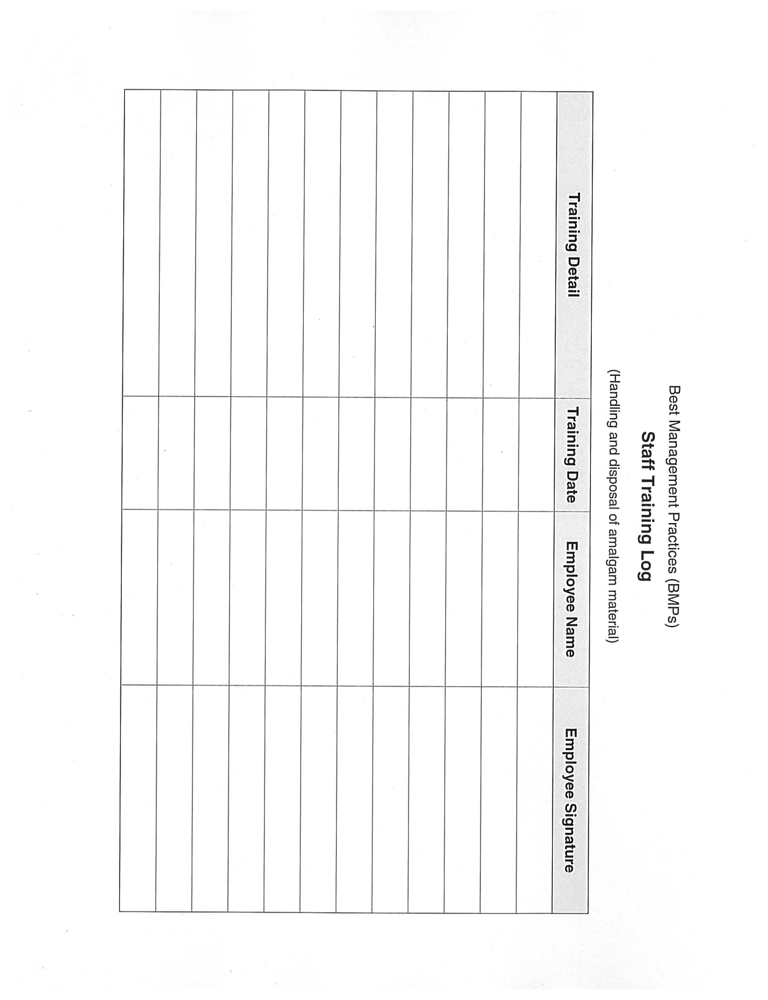 Best Management Practices (BMPs)
Staff Training Log
(Handling and disposal of amalgam material)
Training Detail
Training Date
Employee Name
Employee Signature